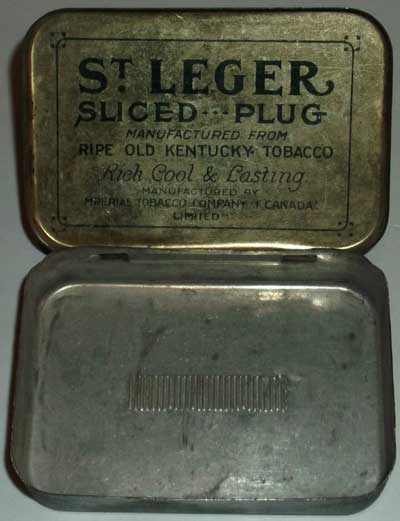 ST LEGER
SLICED---PLUG
MANUFACTURED FROM
RIPE OLD KENTUCKY TOBACCO
Rich Cool & Lasting
MANUFACTURED BY
IMPERIAL TOBACCO COMPANY OF CANADA
LIMITED